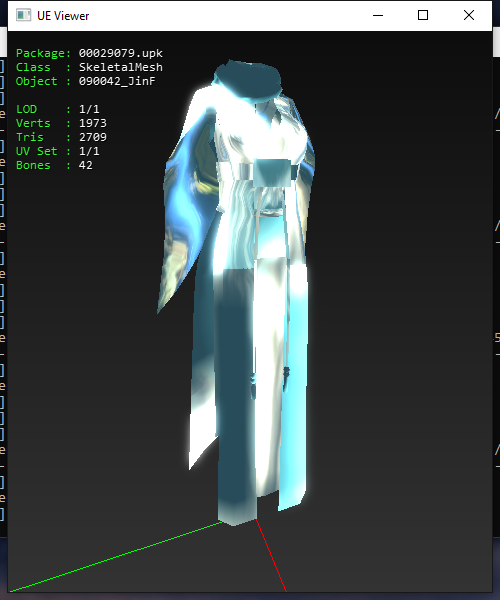 UE Viewer
Package: 00029079.upk
Class  : SkeletalMesh
Object : 090042_JinF
LOD    : 1/1
Verts  : 1973
Tris   : 2709
UV Set : 1/1
Bones  : 42